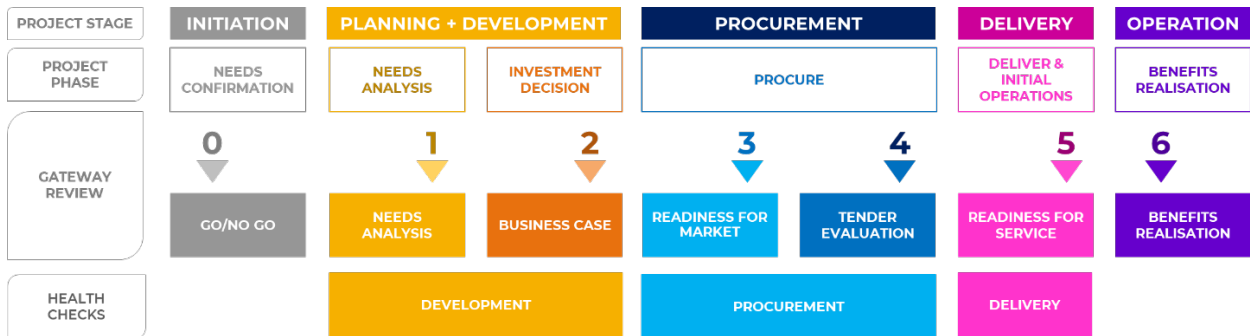 PROJECT STAGE
INITIATION
PLANNING + DEVELOPMENT
PROCUREMENT
DELIVERY
OPERATION
PROJECT
PHASE
NEEDS
CONFIRMATION
NEEDS
ANALYSIS
INVESTMENT
DECISION
PROCURE
DELIVER &
INITIAL
OPERATIONS
BENEFITS
REALISATION
GATEWAY
REVIEW
0
1
2
3
4
5
6
GO/NO GO
NEEDS
ANALYSIS
BUSINESS CASE
READINESS FOR
MARKET
TENDER
EVALUATION
READINESS FOR
SERVICE
BENEFITS
REALISATION
HEALTH
CHECKS
DEVELOPMENT
PROCUREMENT
DELIVERY